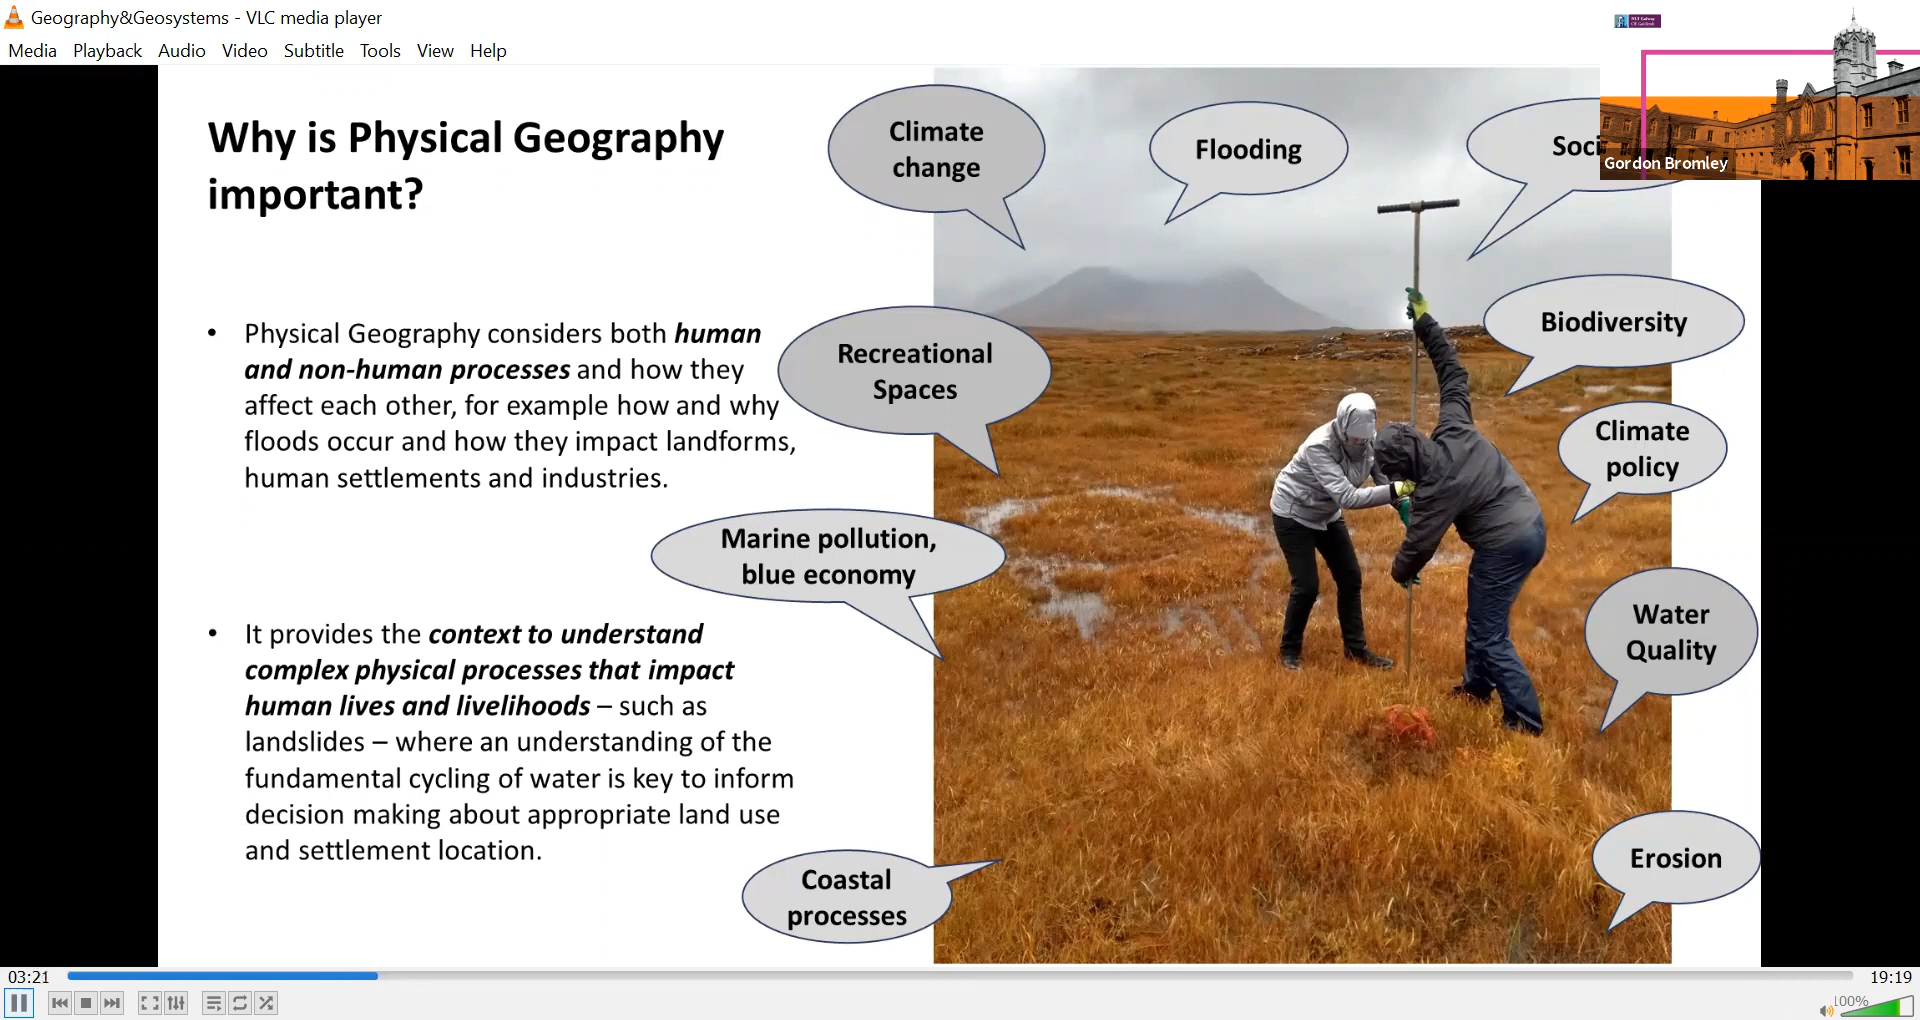 Geography&Geosystems - VLC media player
Media Playback Audio Video Subtitle Tools View Help
NUI Galway
OÉ Gaillimh
Gordon Bromley
Why is Physical Geography
important?
Climate
change
Flooding
Soci
Biodiversity
Recreational
Spaces
Climate
policy
• Physical Geography considers both human
and non-human processes and how they
affect each other, for example how and why
floods occur and how they impact landforms,
human settlements and industries.
Marine pollution,
blue economy
Water
Quality
• It provides the context to understand
complex physical processes that impact
human lives and livelihoods – such as
landslides – where an understanding of the
fundamental cycling of water is key to inform
decision making about appropriate land use
and settlement location.
Coastal
processes
Erosion
03:21
19:19
100%